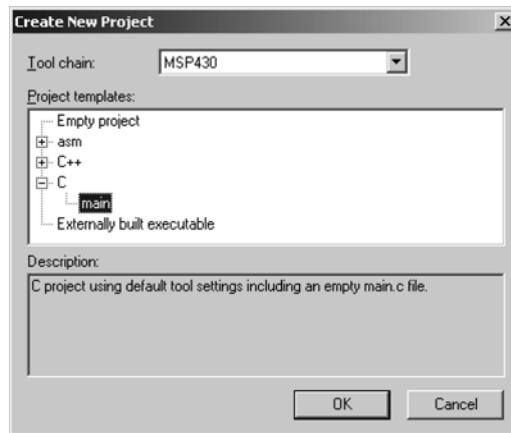 Create New Project
Tool chain:
MSP430
Project templates:
Empty project
asm
C++
C
main
Externally built executable
Description:
C project using default tool settings including an empty main.c file.
OK
Cancel